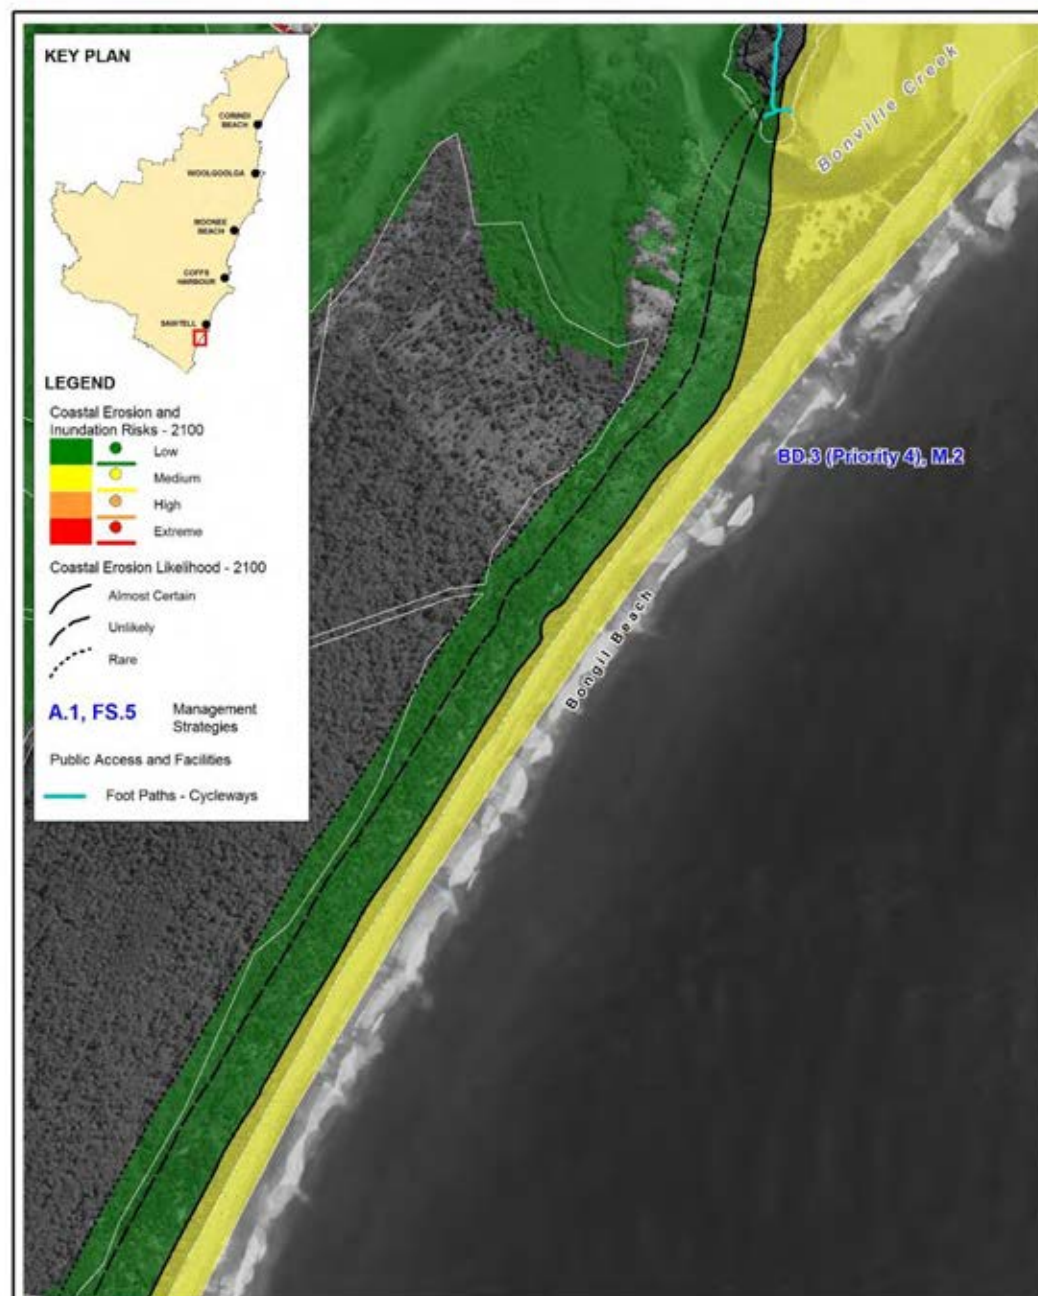 KEY PLAN
CORINDI
BEACH
WOOLGOOLGA
MOONEE
BEACH
COFFS
HARBOUR
SAWTELL
LEGEND
Coastal Erosion and
Inundation Risks - 2100
Low
Medium
High
Extreme
Coastal Erosion Likelihood - 2100
Almost Certain
Unlikely
Rare
A.1, FS.5
Management
Strategies
Public Access and Facilities
Foot Paths - Cycleways
Bonville Creek
BD.3 (Priority 4), M.2
Bongil Beach